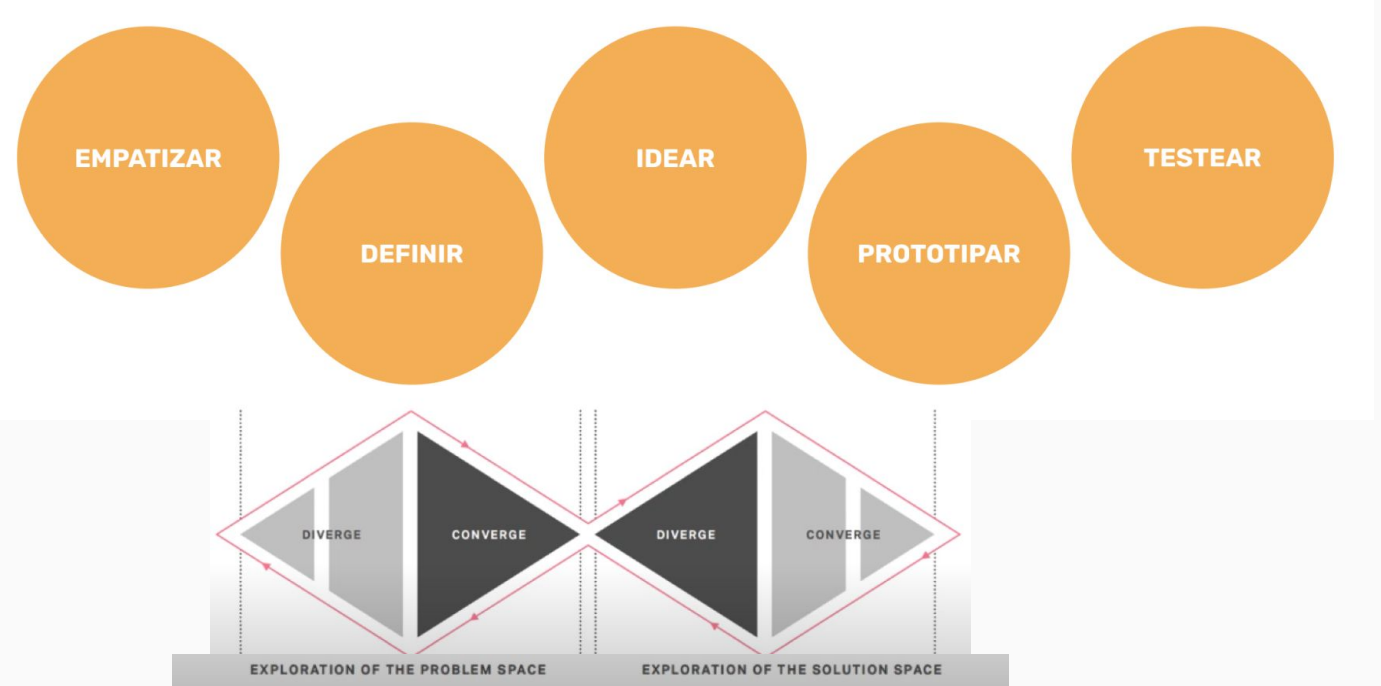 EMPATIZAR
IDEAR
TESTEAR
DEFINIR
PROTOTIPAR
DIVERGE
CONVERGE
DIVERGE
CONVERGE
EXPLORATION OF THE PROBLEM SPACE
EXPLORATION OF THE SOLUTION SPACE